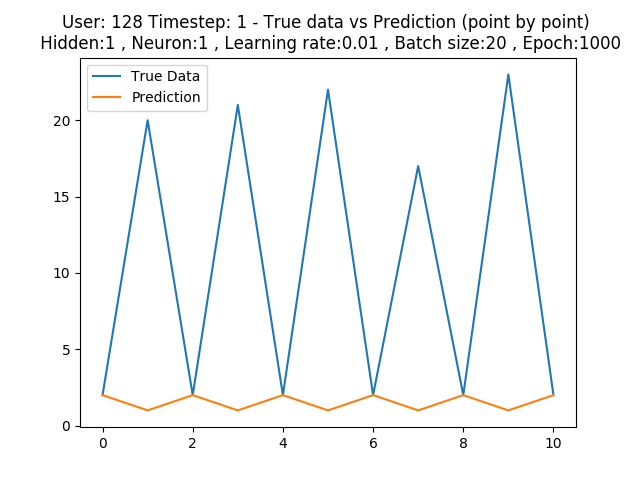 User: 128 Timestep: 1 - True data vs Prediction (point by point)
Hidden:1 , Neuron:1 , Learning rate:0.01 , Batch size:20 , Epoch:1000
True Data
Prediction
20
15
10
5
0
0 2 4 6 8 10